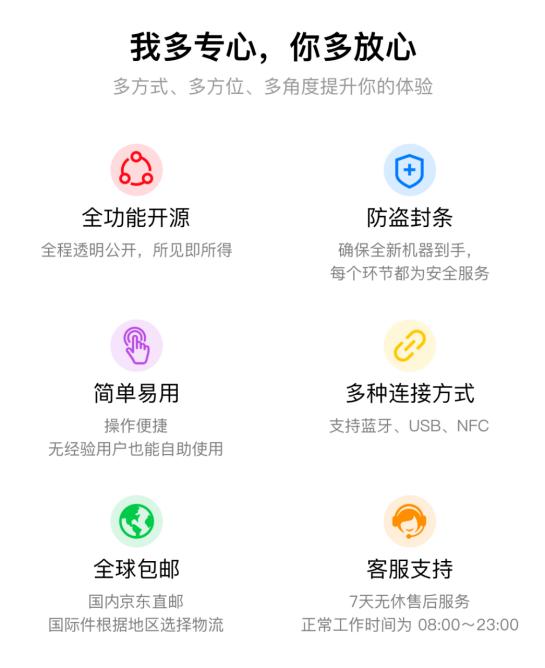 我多专心，你多放心
多方式、多方位、多角度提升你的体验
全功能开源
全程透明公开，所见即所得
防盗封条
确保全新机器到手，
每个环节都为安全服务
简单易用
操作便捷
无经验用户也能自助使用
多种连接方式
支持蓝牙、USB、NFC
全球包邮
国内京东直邮
国际件根据地区选择物流
客服支持
7天无休售后服务
正常工作时间为 08:00～23:00